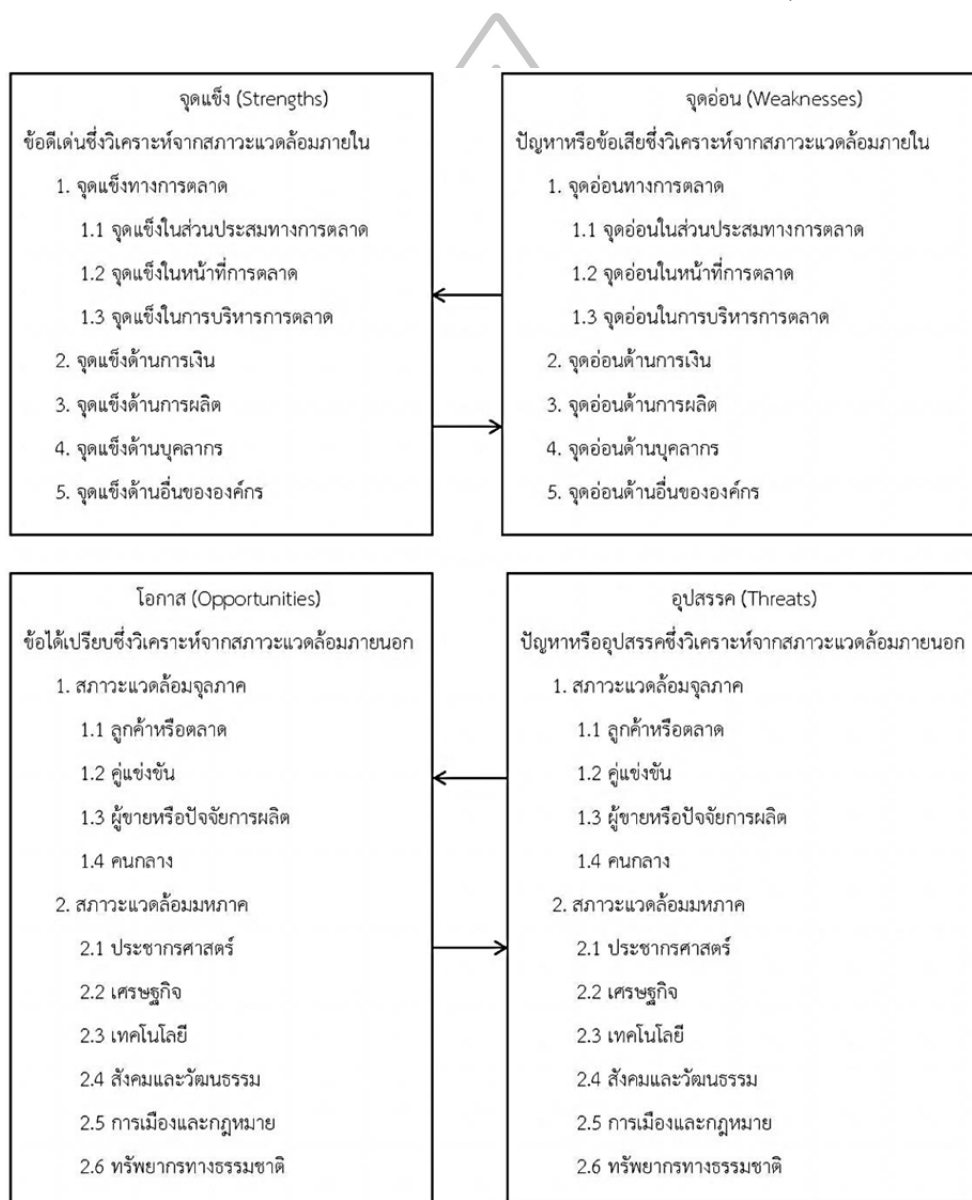 จุดแข็ง (Strengths)
ข้อดีเด่นซึ่งวิเคราะห์จากสภาวะแวดล้อมภายใน
1. จุดแข็งทางการตลาด
1.1 จุดแข็งในส่วนประสมทางการตลาด
1.2 จุดแข็งในหน้าที่การตลาด
1.3 จุดแข็งในการบริหารการตลาด
2. จุดแข็งด้านการเงิน
3. จุดแข็งด้านการผลิต
4. จุดแข็งด้านบุคลากร
5. จุดแข็งด้านอื่นขององค์กร
จุดอ่อน (Weaknesses)
ปัญหาหรือข้อเสียซึ่งวิเคราะห์จากสภาวะแวดล้อมภายใน
1. จุดอ่อนทางการตลาด
1.1 จุดอ่อนในส่วนประสมทางการตลาด
1.2 จุดอ่อนในหน้าที่การตลาด
1.3 จุดอ่อนในการบริหารการตลาด
2. จุดอ่อนด้านการเงิน
3. จุดอ่อนด้านการผลิต
4. จุดอ่อนด้านบุคลากร
5. จุดอ่อนด้านอื่นขององค์กร
โอกาส (Opportunities)
ข้อได้เปรียบซึ่งวิเคราะห์จากสภาวะแวดล้อมภายนอก
1. สภาวะแวดล้อมจุลภาค
1.1 ลูกค้าหรือตลาด
1.2 คู่แข่งขัน
1.3 ผู้ขายหรือปัจจัยการผลิต
1.4 คนกลาง
2. สภาวะแวดล้อมมหภาค
2.1 ประชากรศาสตร์
2.2 เศรษฐกิจ
2.3 เทคโนโลยี
2.4 สังคมและวัฒนธรรม
2.5 การเมืองและกฎหมาย
2.6 ทรัพยากรทางธรรมชาติ
อุปสรรค (Threats)
ปัญหาหรืออุปสรรคซึ่งวิเคราะห์จากสภาวะแวดล้อมภายนอก
1. สภาวะแวดล้อมจุลภาค
1.1 ลูกค้าหรือตลาด
1.2 คู่แข่งขัน
1.3 ผู้ขายหรือปัจจัยการผลิต
1.4 คนกลาง
2. สภาวะแวดล้อมมหภาค
2.1 ประชากรศาสตร์
2.2 เศรษฐกิจ
2.3 เทคโนโลยี
2.4 สังคมและวัฒนธรรม
2.5 การเมืองและกฎหมาย
2.6 ทรัพยากรทางธรรมชาติ